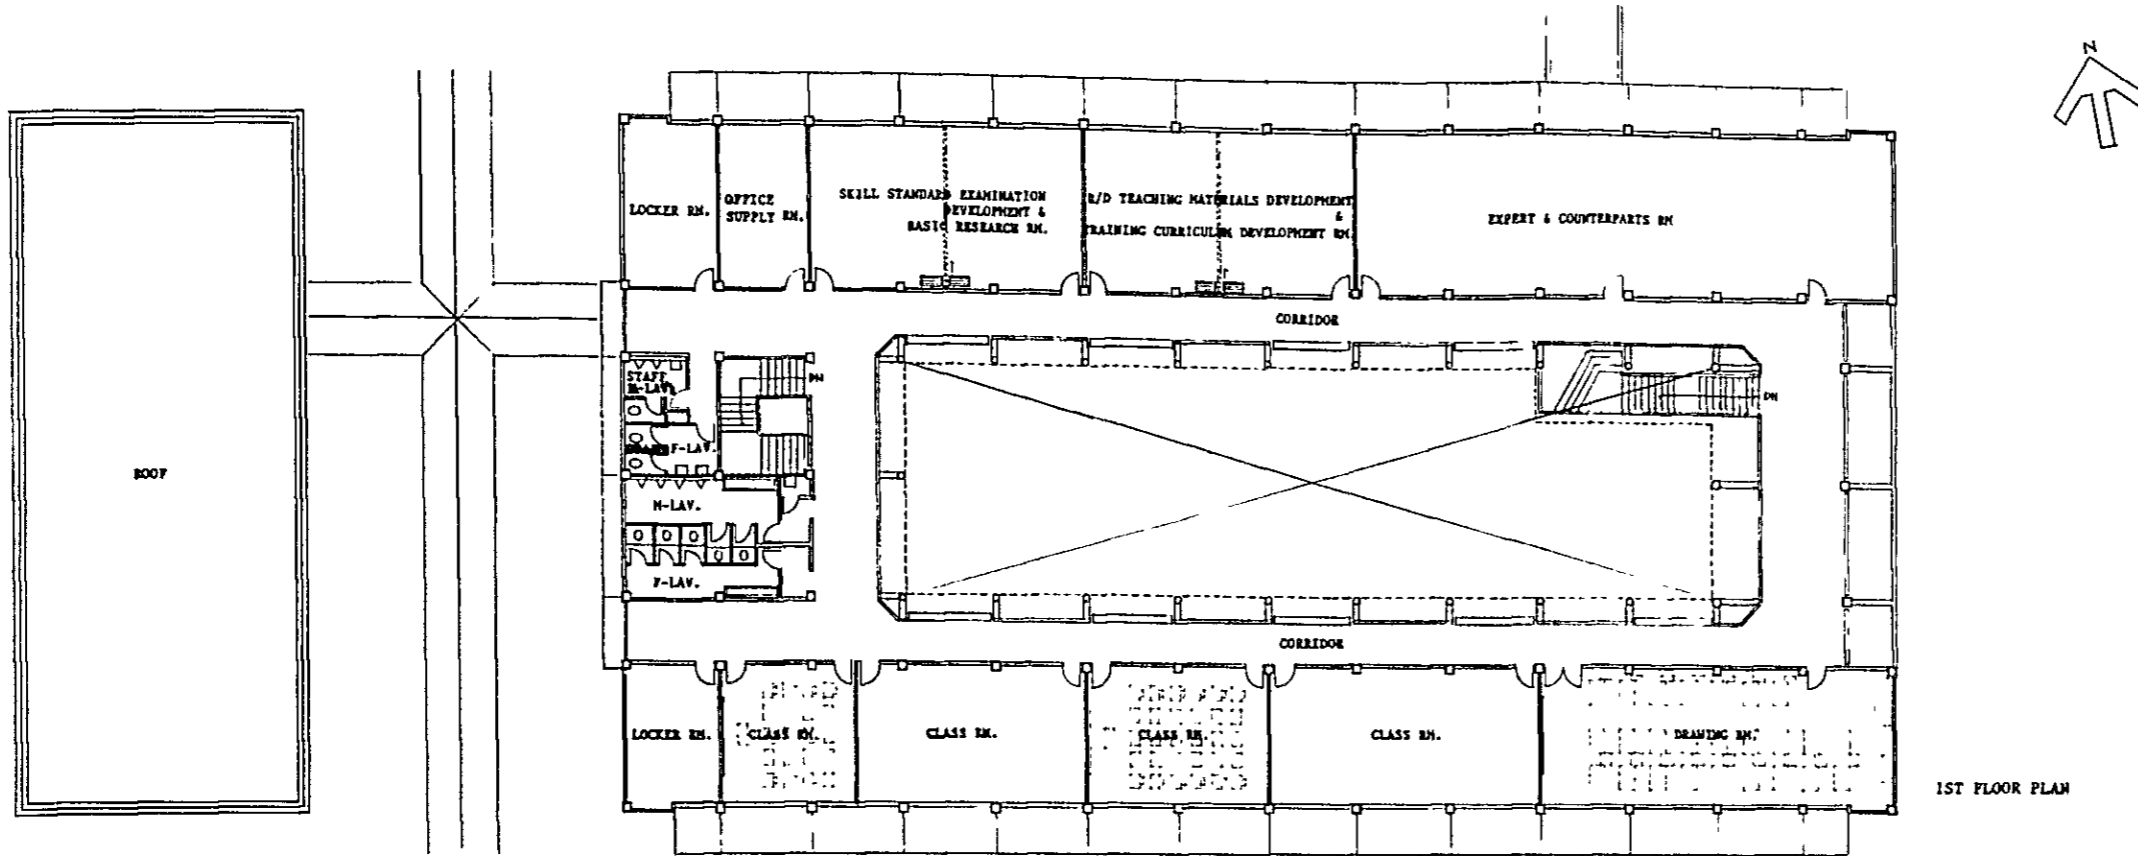 N
LOCKER RM.
OFFICE
SUPPLY RM.
SKILL STANDARD EXAMINATION
DEVELOPMENT &
BASIC RESEARCH RM.
R/D TEACHING MATERIALS DEVELOPMENT
&
TRAINING CURRICULUM DEVELOPMENT RM.
EXPERT & COUNTERPARTS RM
CORRIDOR
STAFF
M-LAV.
DN
F-LAV.
DN
ROOF
M-LAV.
F-LAV.
CORRIDOR
LOCKER RM.
CLASS RM.
CLASS RM.
CLASS RM.
CLASS RM.
DRAWING RM.
1ST FLOOR PLAN